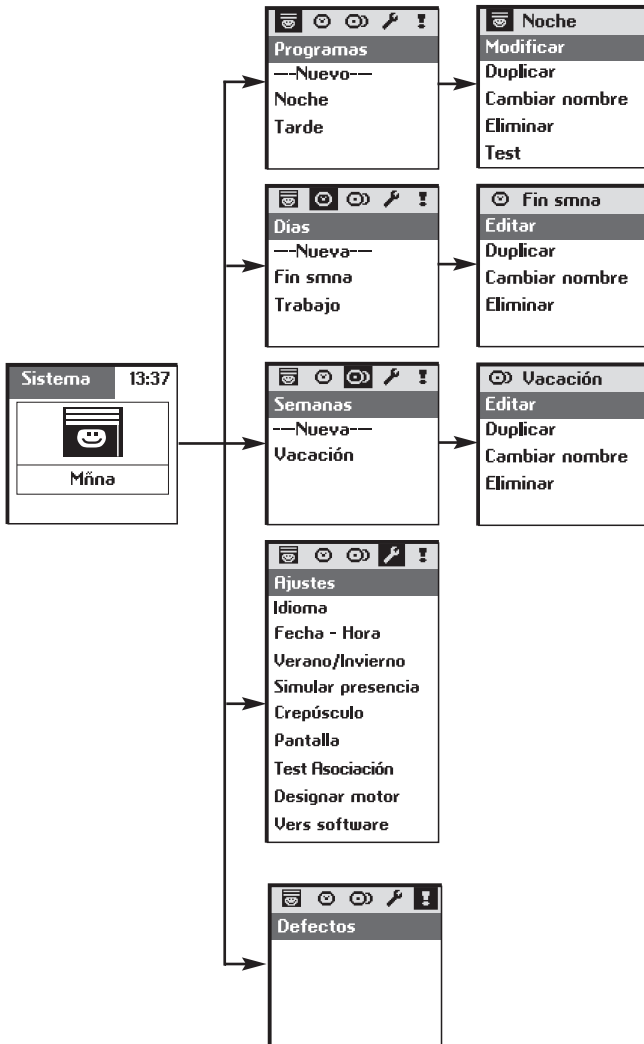 Programas
---Nuevo---
Noche
Tarde
Noche
Modificar
Duplicar
Cambiar nombre
Eliminar
Test
Días
---Nueva---
Fin smna
Trabajo
Fin smna
Editar
Duplicar
Cambiar nombre
Eliminar
Sistema 13:37
Mñna
Semanas
---Nueva---
Vacación
Vacación
Editar
Duplicar
Cambiar nombre
Eliminar
Ajustes
Idioma
Fecha - Hora
Verano/Invierno
Simular presencia
Crepúsculo
Pantalla
Test Asociación
Designar motor
Vers software
Defectos